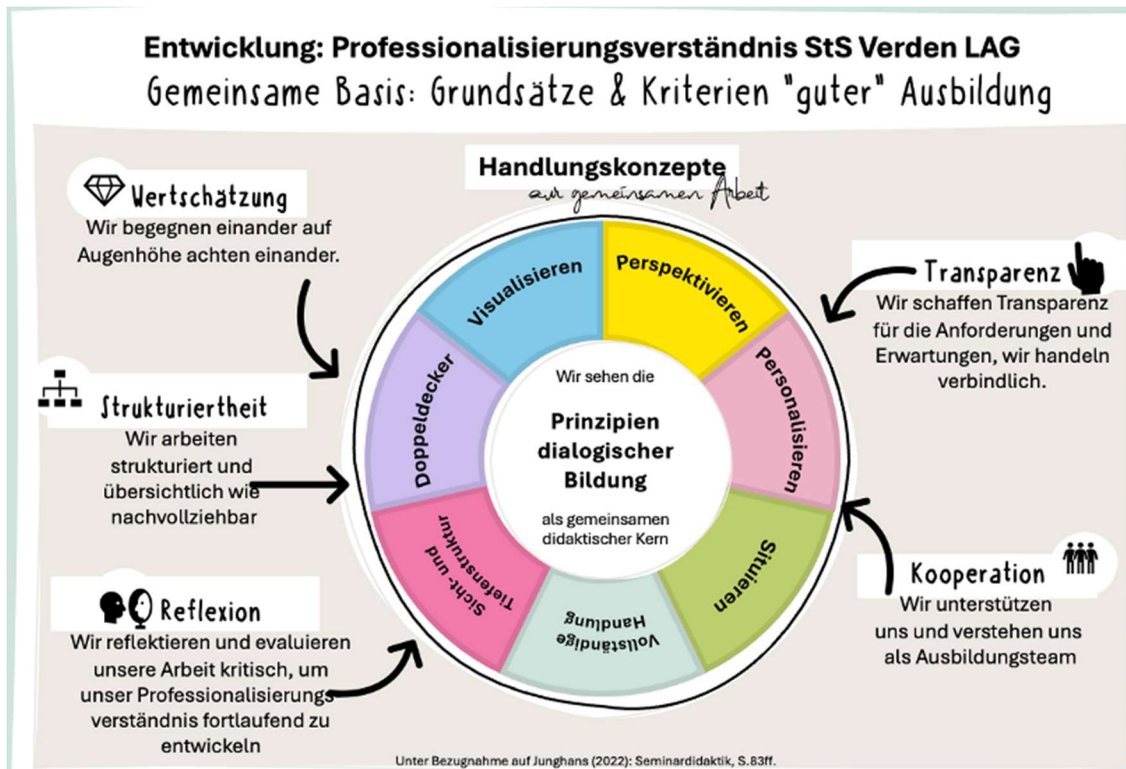 Entwicklung: Professionalisierungsverständnis StS Verden LAG
Gemeinsame Basis: Grundsätze & Kriterien "guter" Ausbildung
Handlungskonzepte
zur gemeinsamen Arbeit
Wertschätzung
Wir begegnen einander auf
Augenhöhe achten einander.
Strukturiertheit
Wir arbeiten
strukturiert und
übersichtlich wie
nachvollziehbar
Reflexion
Wir reflektieren und evaluieren
unsere Arbeit kritisch, um
unser Professionalisierungs
verständnis fortlaufend zu
entwickeln
Visualisieren
Perspektivieren
Personalisieren
Situieren
Vollständige
Handlung
Sicht- und
Tiefenstruktur
Doppeldecker
Wir sehen die
Prinzipien
dialogischer
Bildung
als gemeinsamen
didaktischer Kern
Transparenz
Wir schaffen Transparenz
für die Anforderungen und
Erwartungen, wir handeln
verbindlich.
Kooperation
Wir unterstützen
uns und verstehen uns
als Ausbildungsteam
Unter Bezugnahme auf Junghans (2022): Seminardidaktik, S.83ff.